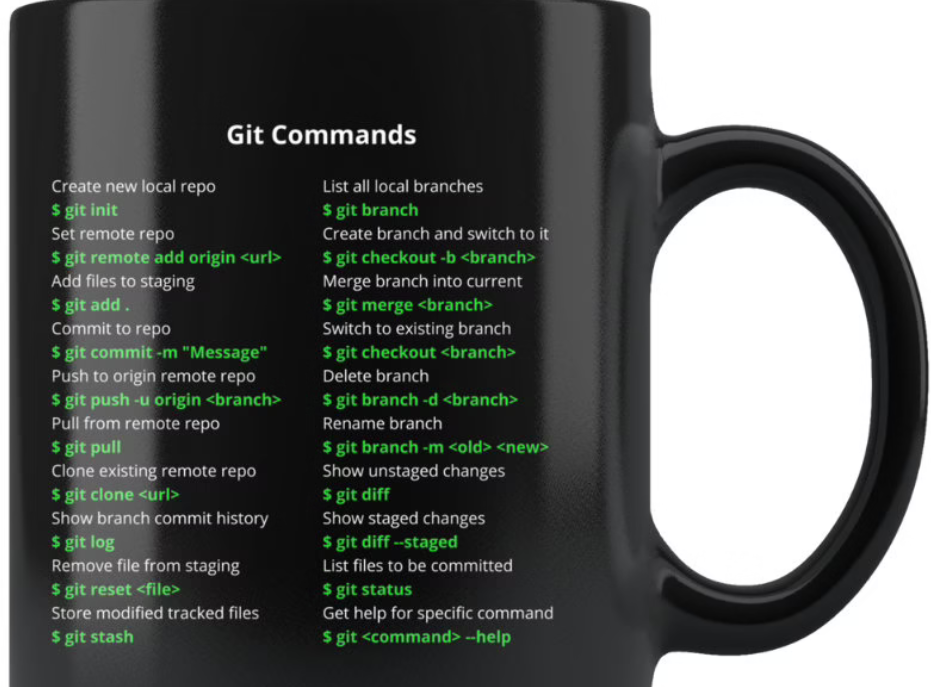 Git Commands
Create new local repo
$ git init
Set remote repo
$ git remote add origin <url>
Add files to staging
$ git add .
Commit to repo
$ git commit -m "Message"
Push to origin remote repo
$ git push -u origin <branch>
Pull from remote repo
$ git pull
Clone existing remote repo
$ git clone <url>
Show branch commit history
$ git log
Remove file from staging
$ git reset <file>
Store modified tracked files
$ git stash
List all local branches
$ git branch
Create branch and switch to it
$ git checkout -b <branch>
Merge branch into current
$ git merge <branch>
Switch to existing branch
$ git checkout <branch>
Delete branch
$ git branch -d <branch>
Rename branch
$ git branch -m <old> <new>
Show unstaged changes
$ git diff
Show staged changes
$ git diff --staged
List files to be committed
$ git status
Get help for specific command
$ git <command> --help